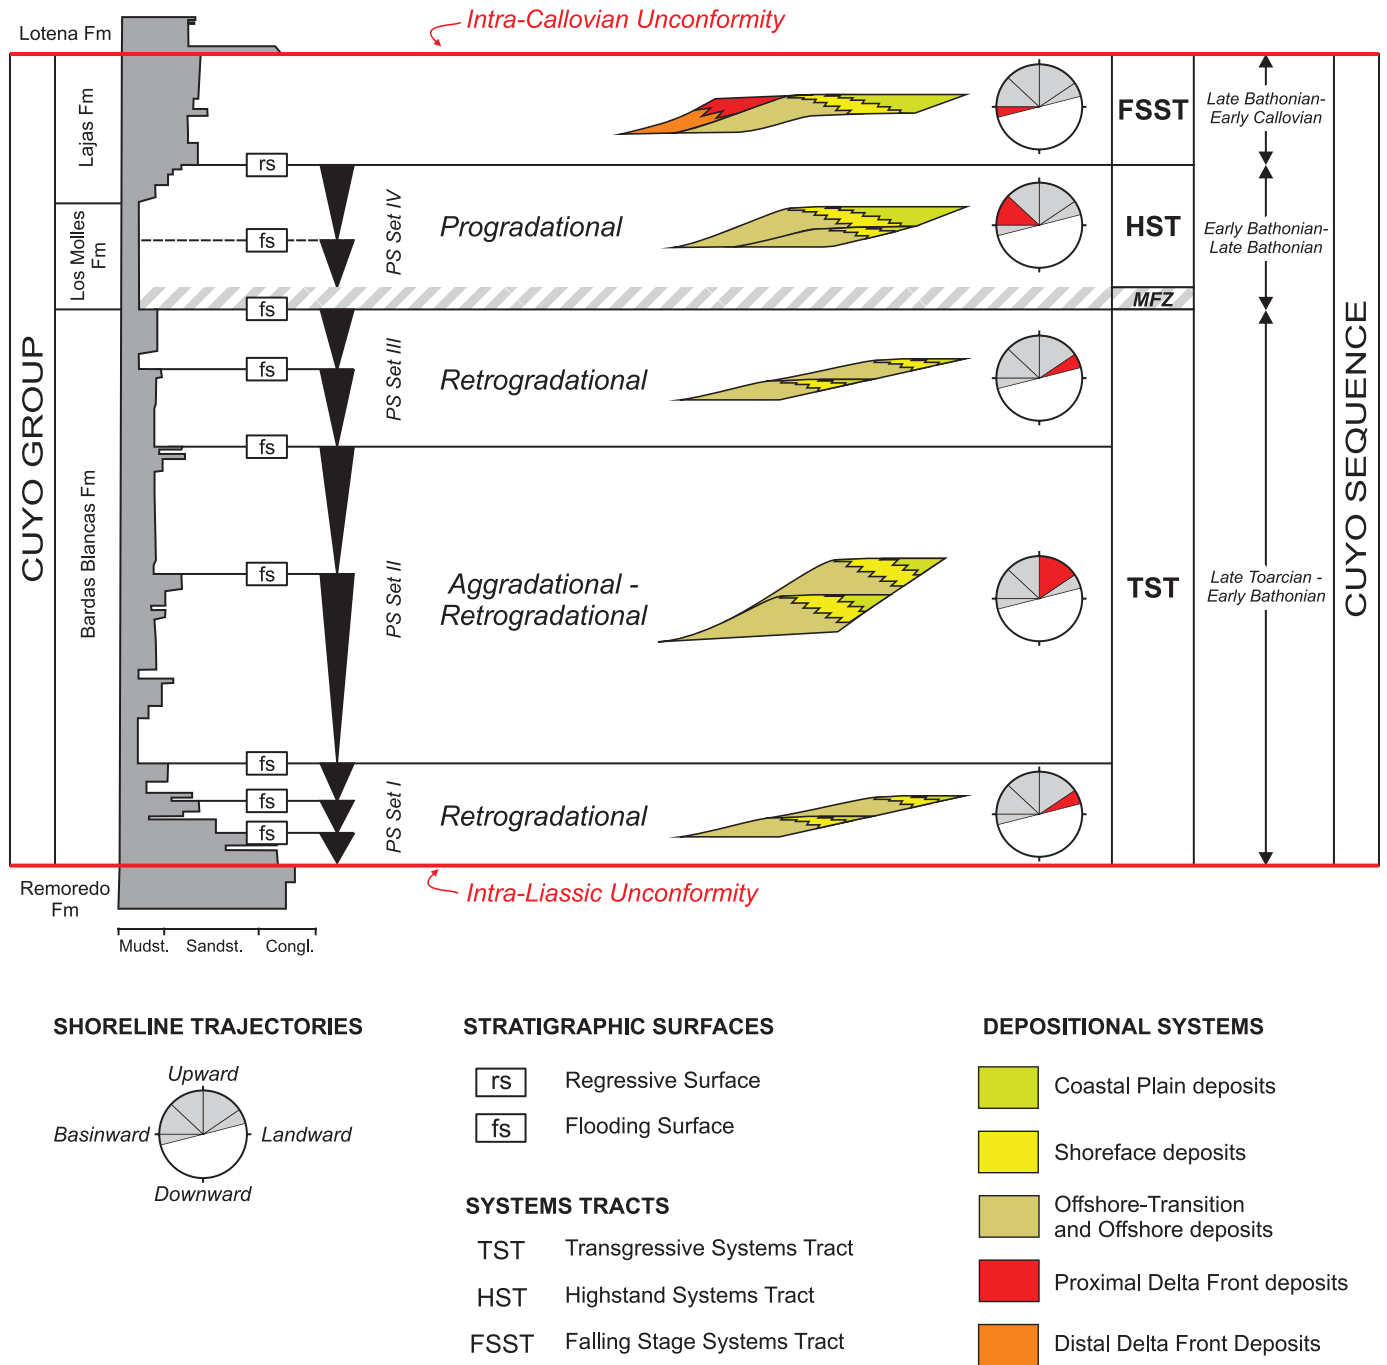 Intra-Callovian Unconformity
Lotena Fm
CUYO GROUP
Lajas Fm
Los Molles
Fm
Bardas Blancas Fm
rs
fs
fs
fs
fs
fs
fs
fs
fs
PS Set IV
PS Set III
PS Set II
PS Set I
Progradational
Retrogradational
Aggradational -
Retrogradational
Retrogradational
FSST
HST
MFZ
TST
Late Bathonian-
Early Callovian
Early Bathonian-
Late Bathonian
Late Toarcian -
Early Bathonian
CUYO SEQUENCE
Remoredo
Fm
Intra-Liassic Unconformity
Mudst.
Sandst.
Congl.
SHORELINE TRAJECTORIES
Upward
Basinward
Landward
Downward
STRATIGRAPHIC SURFACES
rs
Regressive Surface
fs
Flooding Surface
SYSTEMS TRACTS
TST
Transgressive Systems Tract
HST
Highstand Systems Tract
FSST
Falling Stage Systems Tract
DEPOSITIONAL SYSTEMS
Coastal Plain deposits
Shoreface deposits
Offshore-Transition
and Offshore deposits
Proximal Delta Front deposits
Distal Delta Front Deposits